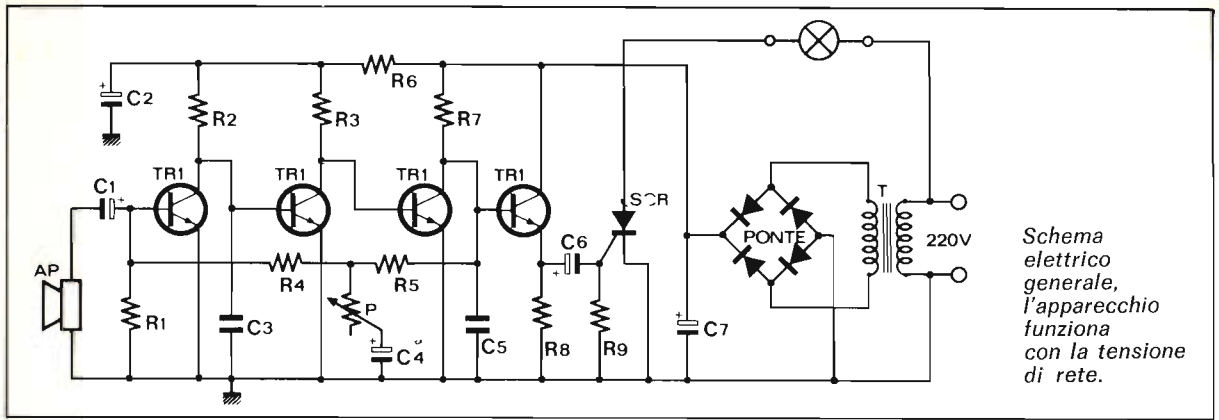 R6
+ C2
R2
R3
R7
TR1
TR1
TR1
TR1
C1 +
SCR
AP
R4
R5
C6
+
PONTE
T
220V
R1
C3
P
+
C4
C5
R8
R9
+
C7
Schema
elettrico
generale,
l'apparecchio
funziona
con la tensione
di rete.